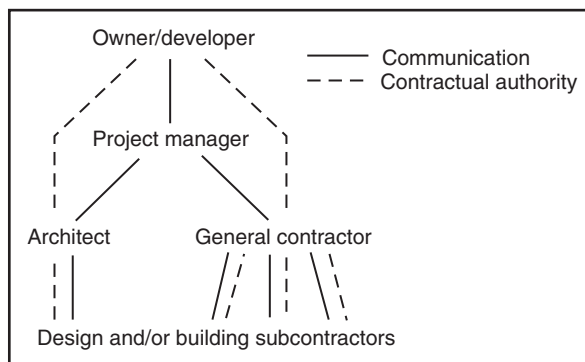 Owner/developer
Communication
Contractual authority
Project manager
Architect
General contractor
Design and/or building subcontractors